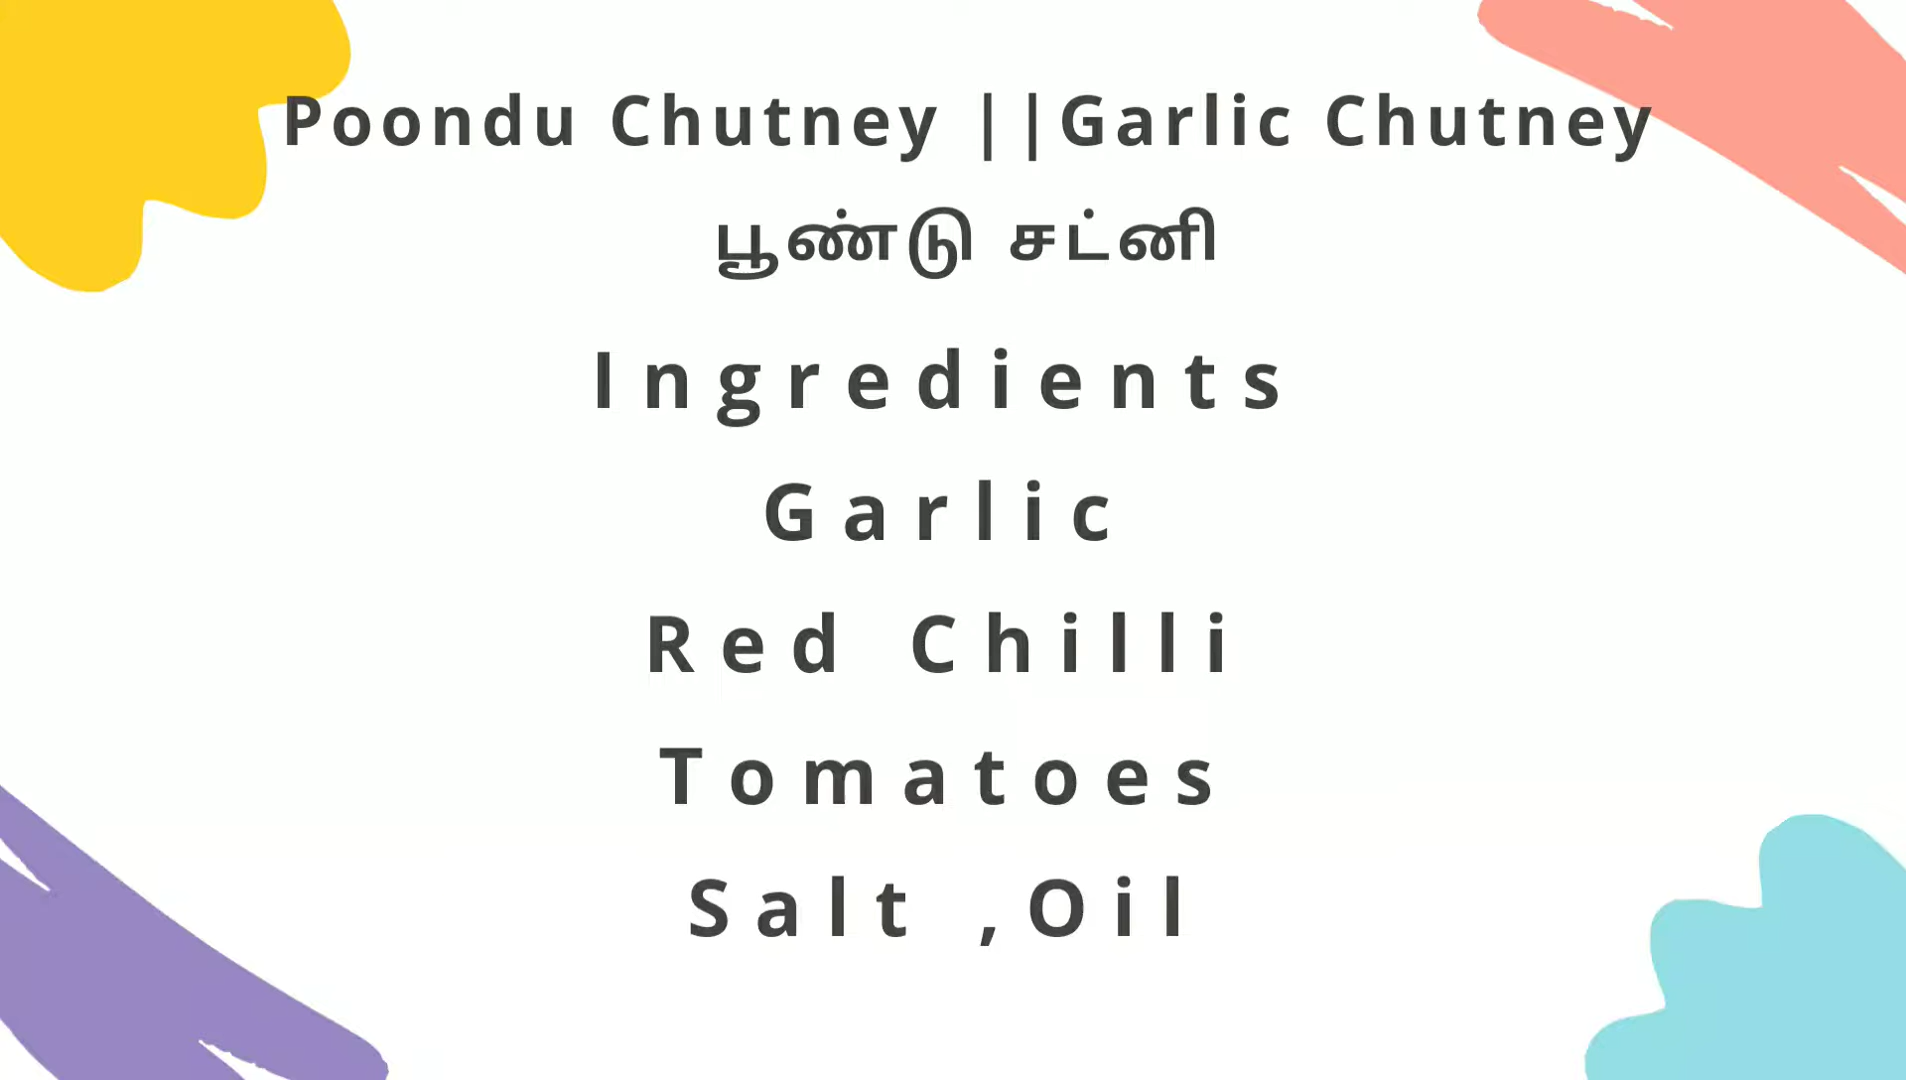 Poondu Chutney ||Garlic Chutney
பூண்டு சட்னி
Ingredients
Garlic
Red Chilli
Tomatoes
Salt ,Oil